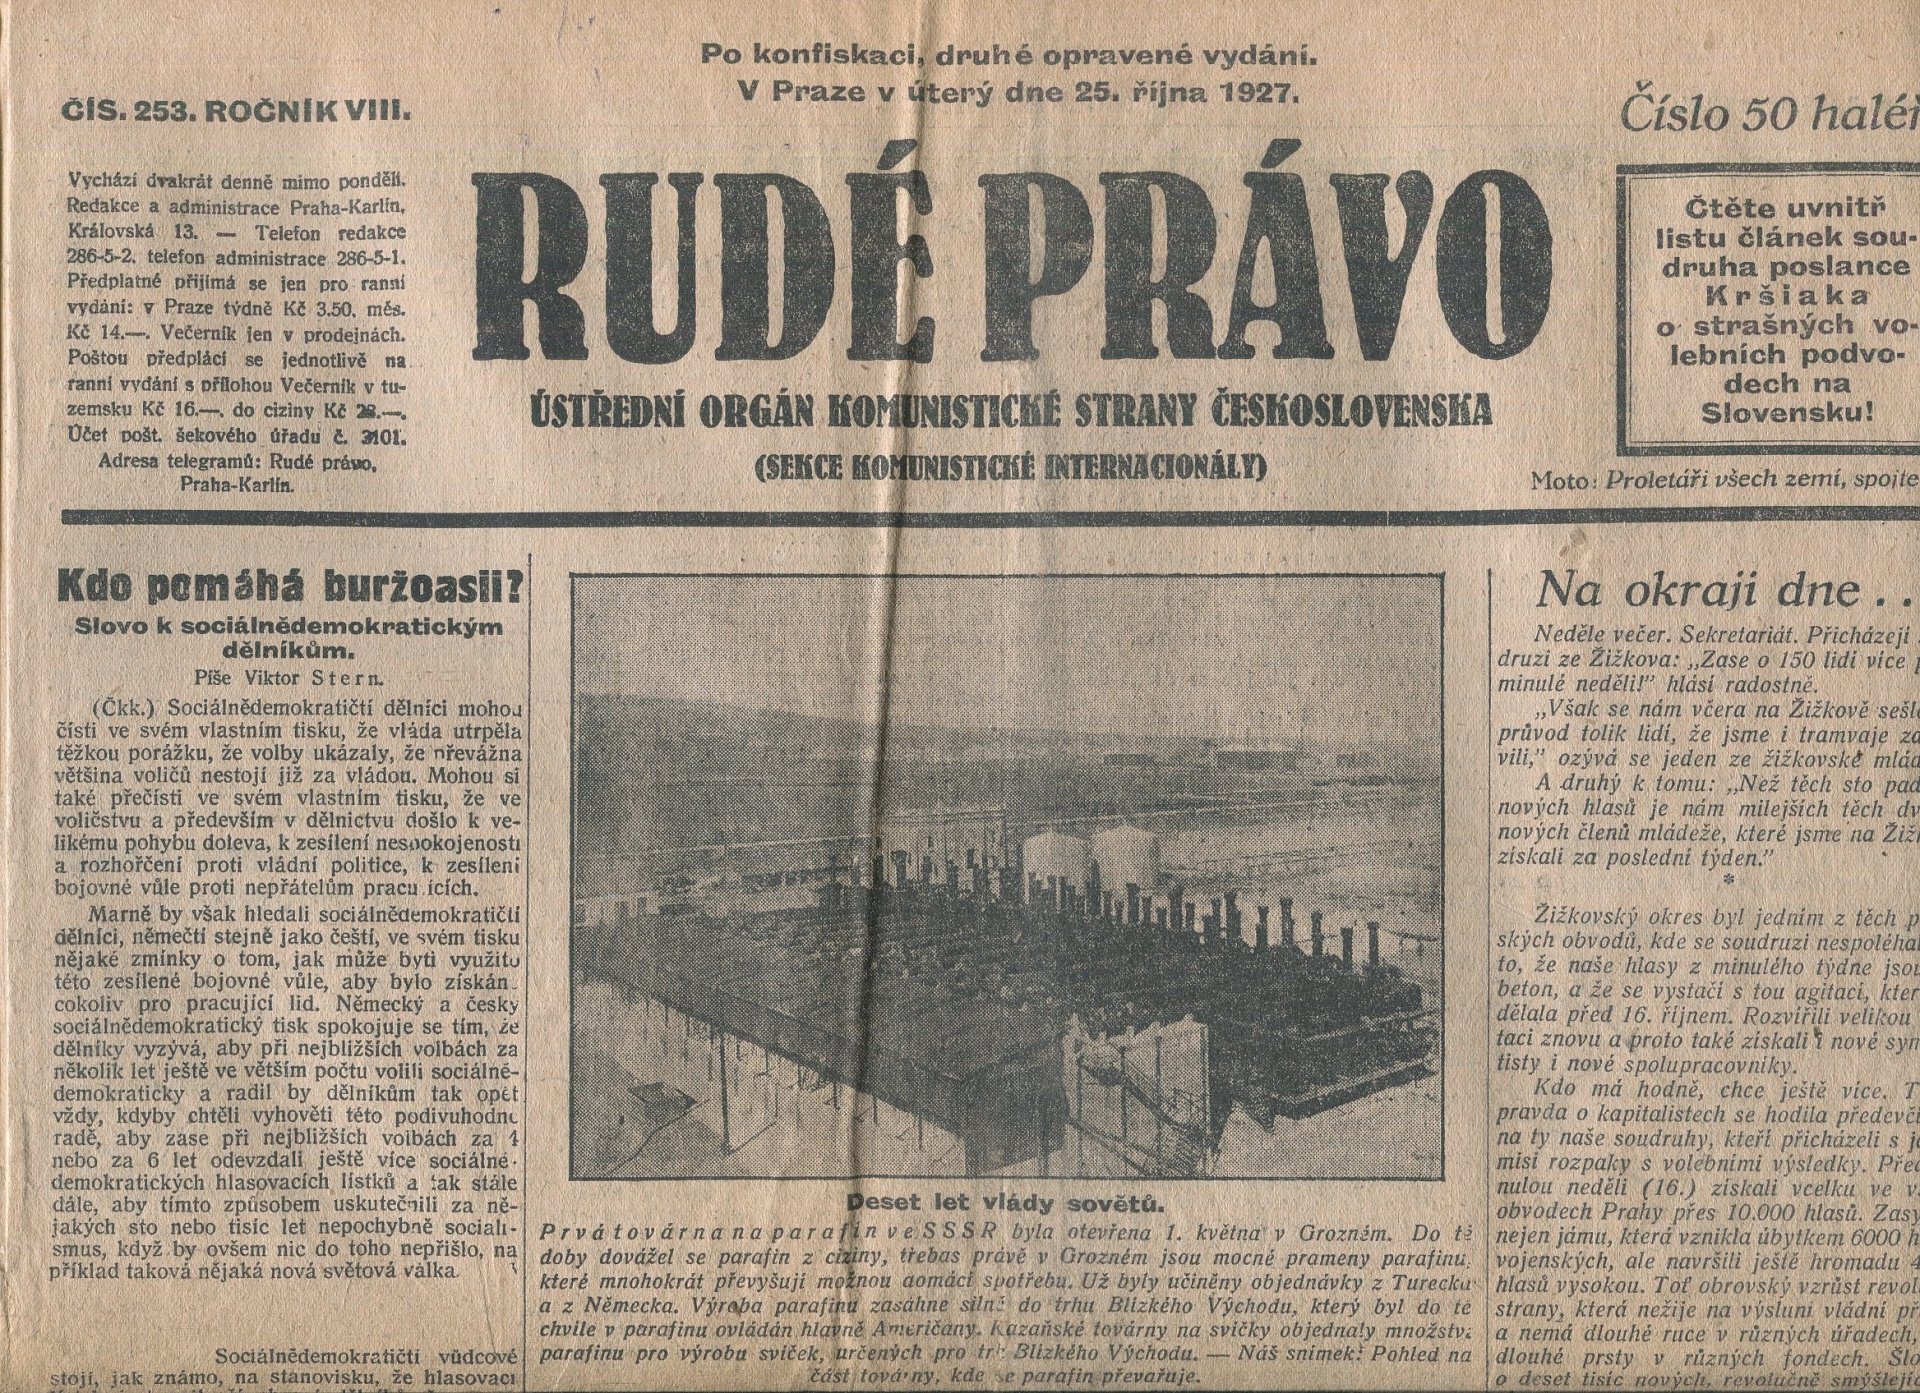 Po konfiskaci, druhé opravené vydání.
V Praze v úterý dne 25. října 1927.
ČÍS. 253. ROČNÍK VIII.
Číslo 50 haléř
Vychází dvakrát denně mimo pondělí.
Redakce a administrace Praha-Karlín,
Královská 13. — Telefon redakce
286-5-2, telefon administrace 286-5-1.
Předplatné přijímá se jen pro ranní
vydání: v Praze týdně Kč 3.50, měs.
Kč 14.—. Večerník jen v prodejnách.
Poštou předplácí se jednotlivě na
ranní vydání s přílohou Večerník v tu-
zemsku Kč 16.—, do ciziny Kč 28.—.
Účet pošt. šekového úřadu č. 3101.
Adresa telegramů: Rudé právo,
Praha-Karlín.
RUDÉ PRÁVO
ÚSTŘEDNÍ ORGÁN KOMUNISTICKÉ STRANY ČESKOSLOVENSKA
(SEKCE KOMUNISTICKÉ INTERNACIONÁLY)
Čtěte uvnitř
listu článek sou-
druha poslance
Kršiaka
o strašných vo-
lebních podvo-
dech na
Slovensku!
Moto: Proletáři všech zemí, spojte
Kdo pomáhá buržoasii?
Slovo k sociálnědemokratickým
dělníkům.
Píše Viktor Stern.
(Čkk.) Sociálnědemokratičtí dělníci mohou
čísti ve svém vlastním tisku, že vláda utrpěla
těžkou porážku, že volby ukázaly, že převážná
většina voličů nestojí již za vládou. Mohou si
také přečísti ve svém vlastním tisku, že ve
voličstvu a především v dělnictvu došlo k ve-
likému pohybu doleva, k zesílení nespokojenosti
a rozhořčení proti vládní politice, k zesílení
bojovné vůle proti nepřátelům pracujících.
Marně by však hledali sociálnědemokratičtí
dělníci, němečtí stejně jako čeští, ve svém tisku
nějaké zmínky o tom, jak může býti využito
této zesílené bojovné vůle, aby bylo získáno
cokoliv pro pracující lid. Německý a český
sociálnědemokratický tisk spokojuje se tím, že
dělníky vyzývá, aby při nejbližších volbách za
několik let ještě ve větším počtu volili sociálně-
demokraticky a radil by dělníkům tak opět
vždy, kdyby chtěli vyhověti této podivuhodné
radě, aby zase při nejbližších volbách za 4
nebo za 6 let odevzdali ještě více sociálně-
demokratických hlasovacích lístků a tak stále
dále, aby tímto způsobem uskutečnili za ně-
jakých sto nebo tisíc let nepochybně sociali-
smus, když by ovšem nic do toho nepřišlo, na
příklad taková nějaká nová světová válka
Sociálnědemokratičtí vůdcové
stojí, jak známo, na stanovisku, že hlasovací
Deset let vlády sovětů.
Prvá továrna na parafin ve SSSR byla otevřena 1. května v Grozném. Do té
doby dovážel se parafin z ciziny, třebas právě v Grozném jsou mocné prameny parafinu,
které mnohokrát převyšují možnou domácí spotřebu. Už byly učiněny objednávky z Turecka
a z Německa. Výroba parafinu zasáhne silně do trhu Blízkého Východu, který byl do té
chvíle v parafinu ovládán hlavně Američany. Kazaňské továrny na svíčky objednaly množství
parafinu pro výrobu svíček, určených pro trh Blízkého Východu. — Náš snímek: Pohled na
část továrny, kde se parafin převařuje.
Na okraji dne . .
Neděle večer. Sekretariát. Přicházejí
druzi ze Žižkova: „Zase o 150 lidí více
minulé neděli!” hlásí radostně.
„Však se nám včera na Žižkově sešlo
průvod tolik lidí, že jsme i tramvaje za
vili,” ozývá se jeden ze žižkovské mlád
A druhý k tomu: „Než těch sto pad
nových hlasů je nám milejších těch dv
nových členů mládeže, které jsme na Žiž
získali za poslední týden.”
*
Žižkovský okres byl jedním z těch p
ských obvodů, kde se soudruzi nespoléhal
to, že naše hlasy z minulého týdne jsou
beton, a že se vystačí s tou agitací, kter
dělala před 16. říjnem. Rozvířili velikou
taci znovu a proto také získali i nové sym
tisty i nové spolupracovníky.
Kdo má hodně, chce ještě více. T
pravda o kapitalistech se hodila předevčí
na ty naše soudruhy, kteří přicházeli s j
misi rozpaky s volebními výsledky. Před
nulou neděli (16.) získali vcelku ve v
obvodech Prahy přes 10.000 hlasů. Zasy
nejen jámu, která vznikla úbytkem 6000 h
vojenských, ale navršili ještě hromadu 4
hlasů vysokou. Toť obrovský vzrůst revol
strany, která nežije na výsluní vládní př
a nemá dlouhé ruce v různých úřadech,
dlouhé prsty v různých fondech. Šlo
o deset tisíc nových, revolučně smýšlejíc